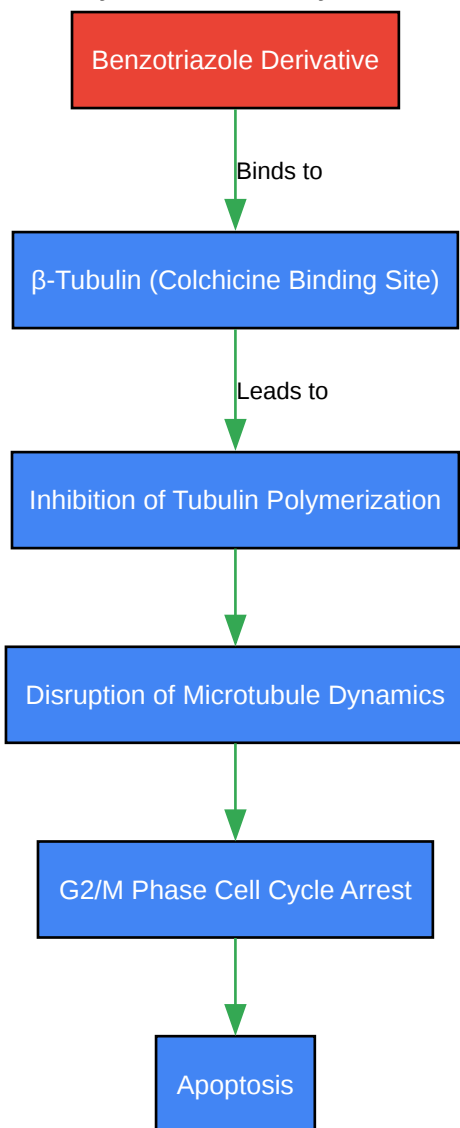 Benzotriazole Derivative
Binds to
β-Tubulin (Colchicine Binding Site)
Leads to
Inhibition of Tubulin Polymerization
Disruption of Microtubule Dynamics
G2/M Phase Cell Cycle Arrest
Apoptosis